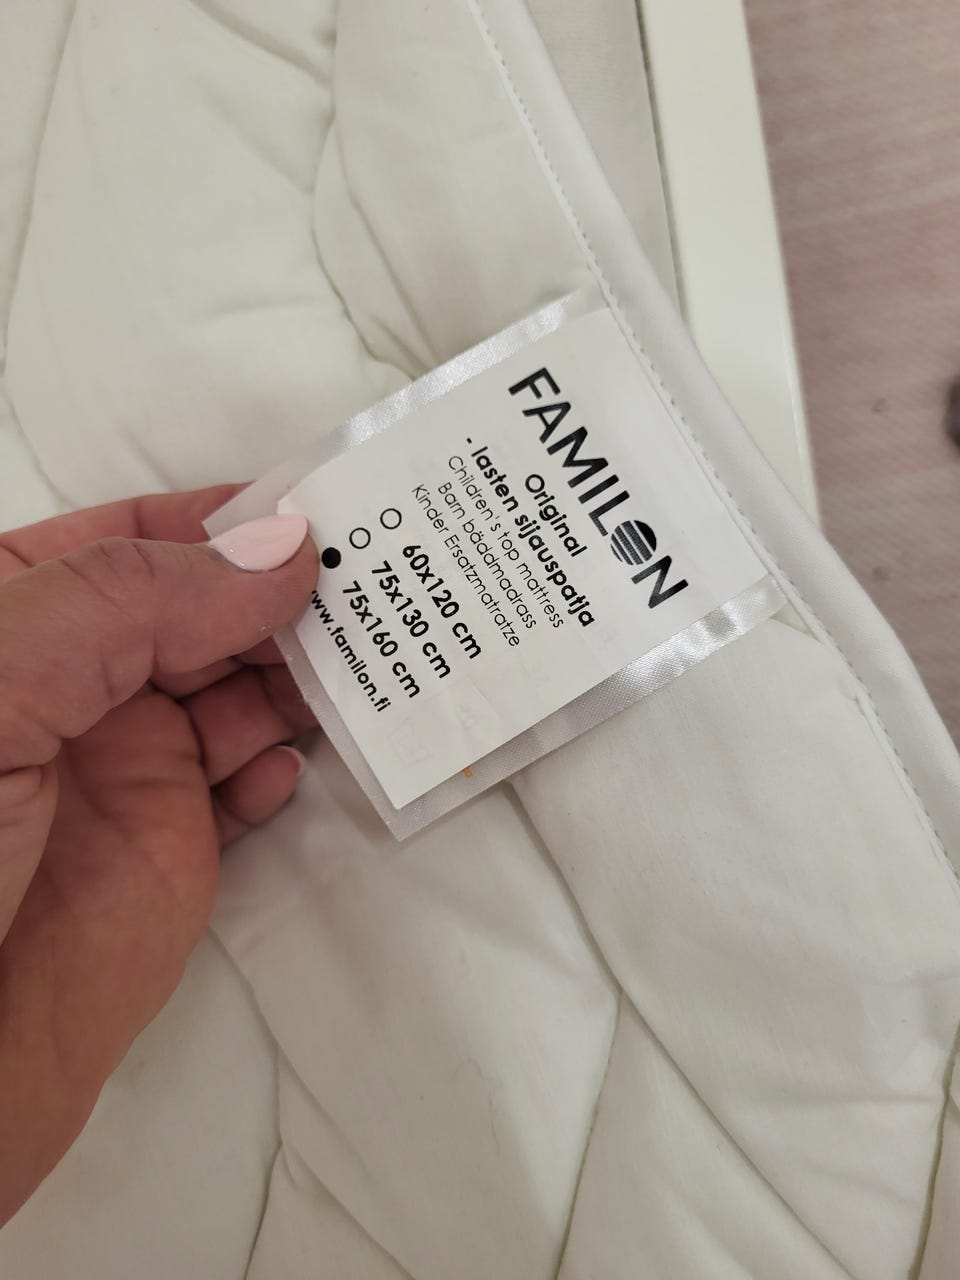 FAMILON
Original
- lasten sijauspatja
Children's top mattress
Barn bäddmadrass
Kinder Ersatzmatratze
○ 60x120 cm
○ 75x130 cm
● 75x160 cm
www.familon.fi